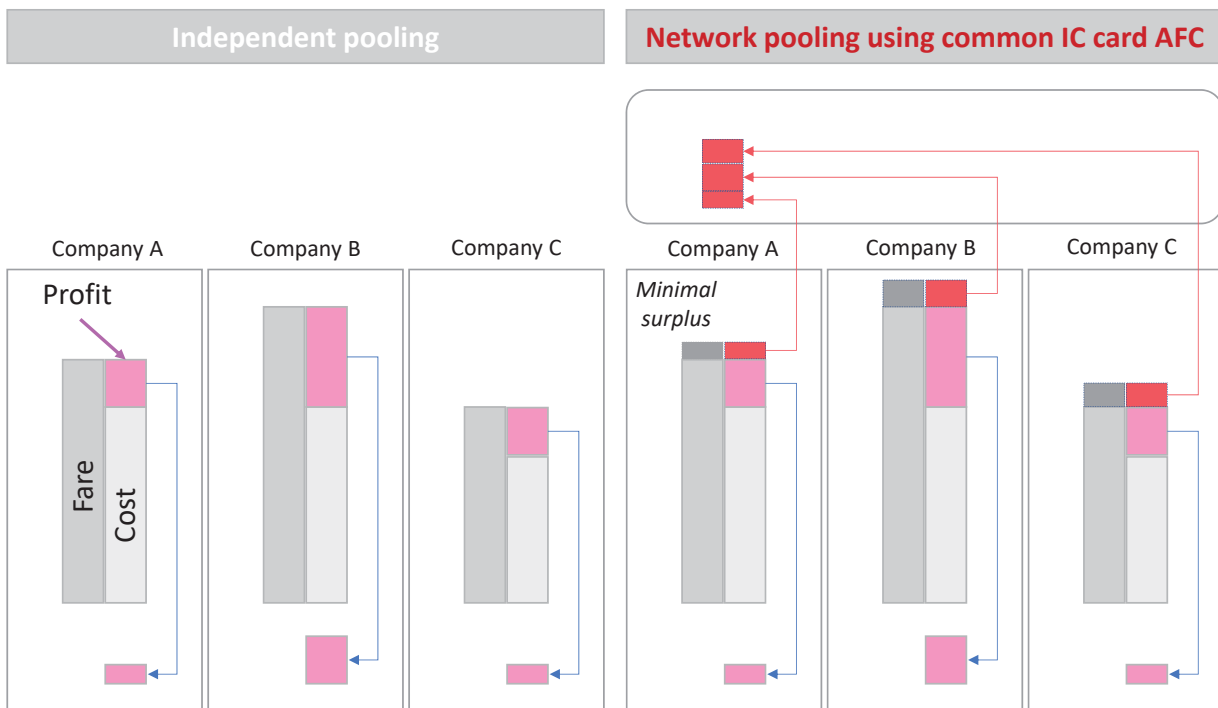 Independent pooling
Network pooling using common IC card AFC
Company A
Company B
Company C
Profit
Fare
Cost
Company A
Company B
Company C
Minimal
surplus